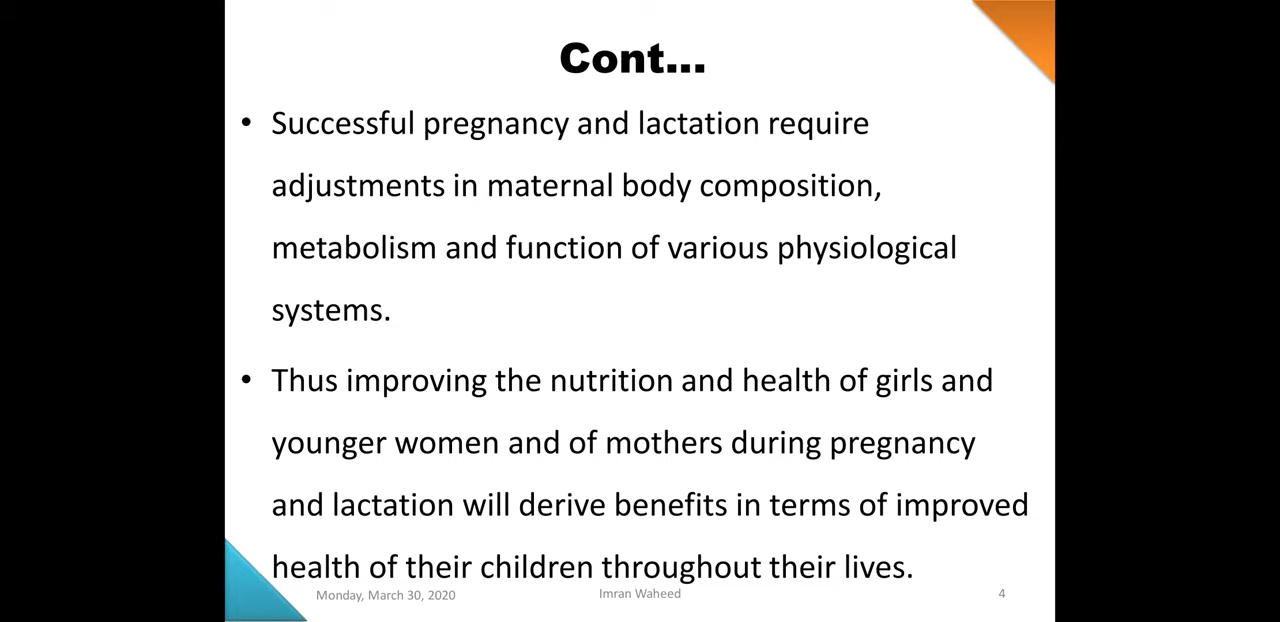 Cont...
• Successful pregnancy and lactation require
adjustments in maternal body composition,
metabolism and function of various physiological
systems.
• Thus improving the nutrition and health of girls and
younger women and of mothers during pregnancy
and lactation will derive benefits in terms of improved
health of their children throughout their lives.
Monday, March 30, 2020 Imran Waheed 4